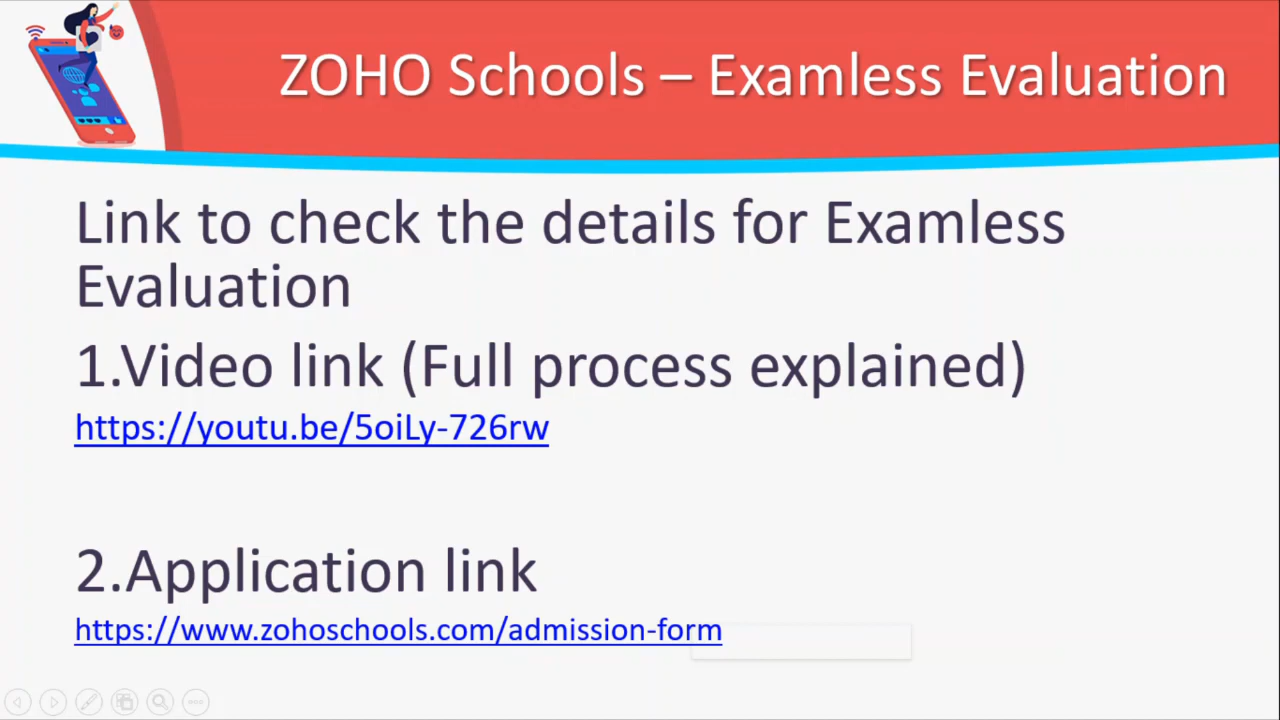 ZOHO Schools – Examless Evaluation
Link to check the details for Examless
Evaluation
1.Video link (Full process explained)
https://youtu.be/5oiLy-726rw
2.Application link
https://www.zohoschools.com/admission-form